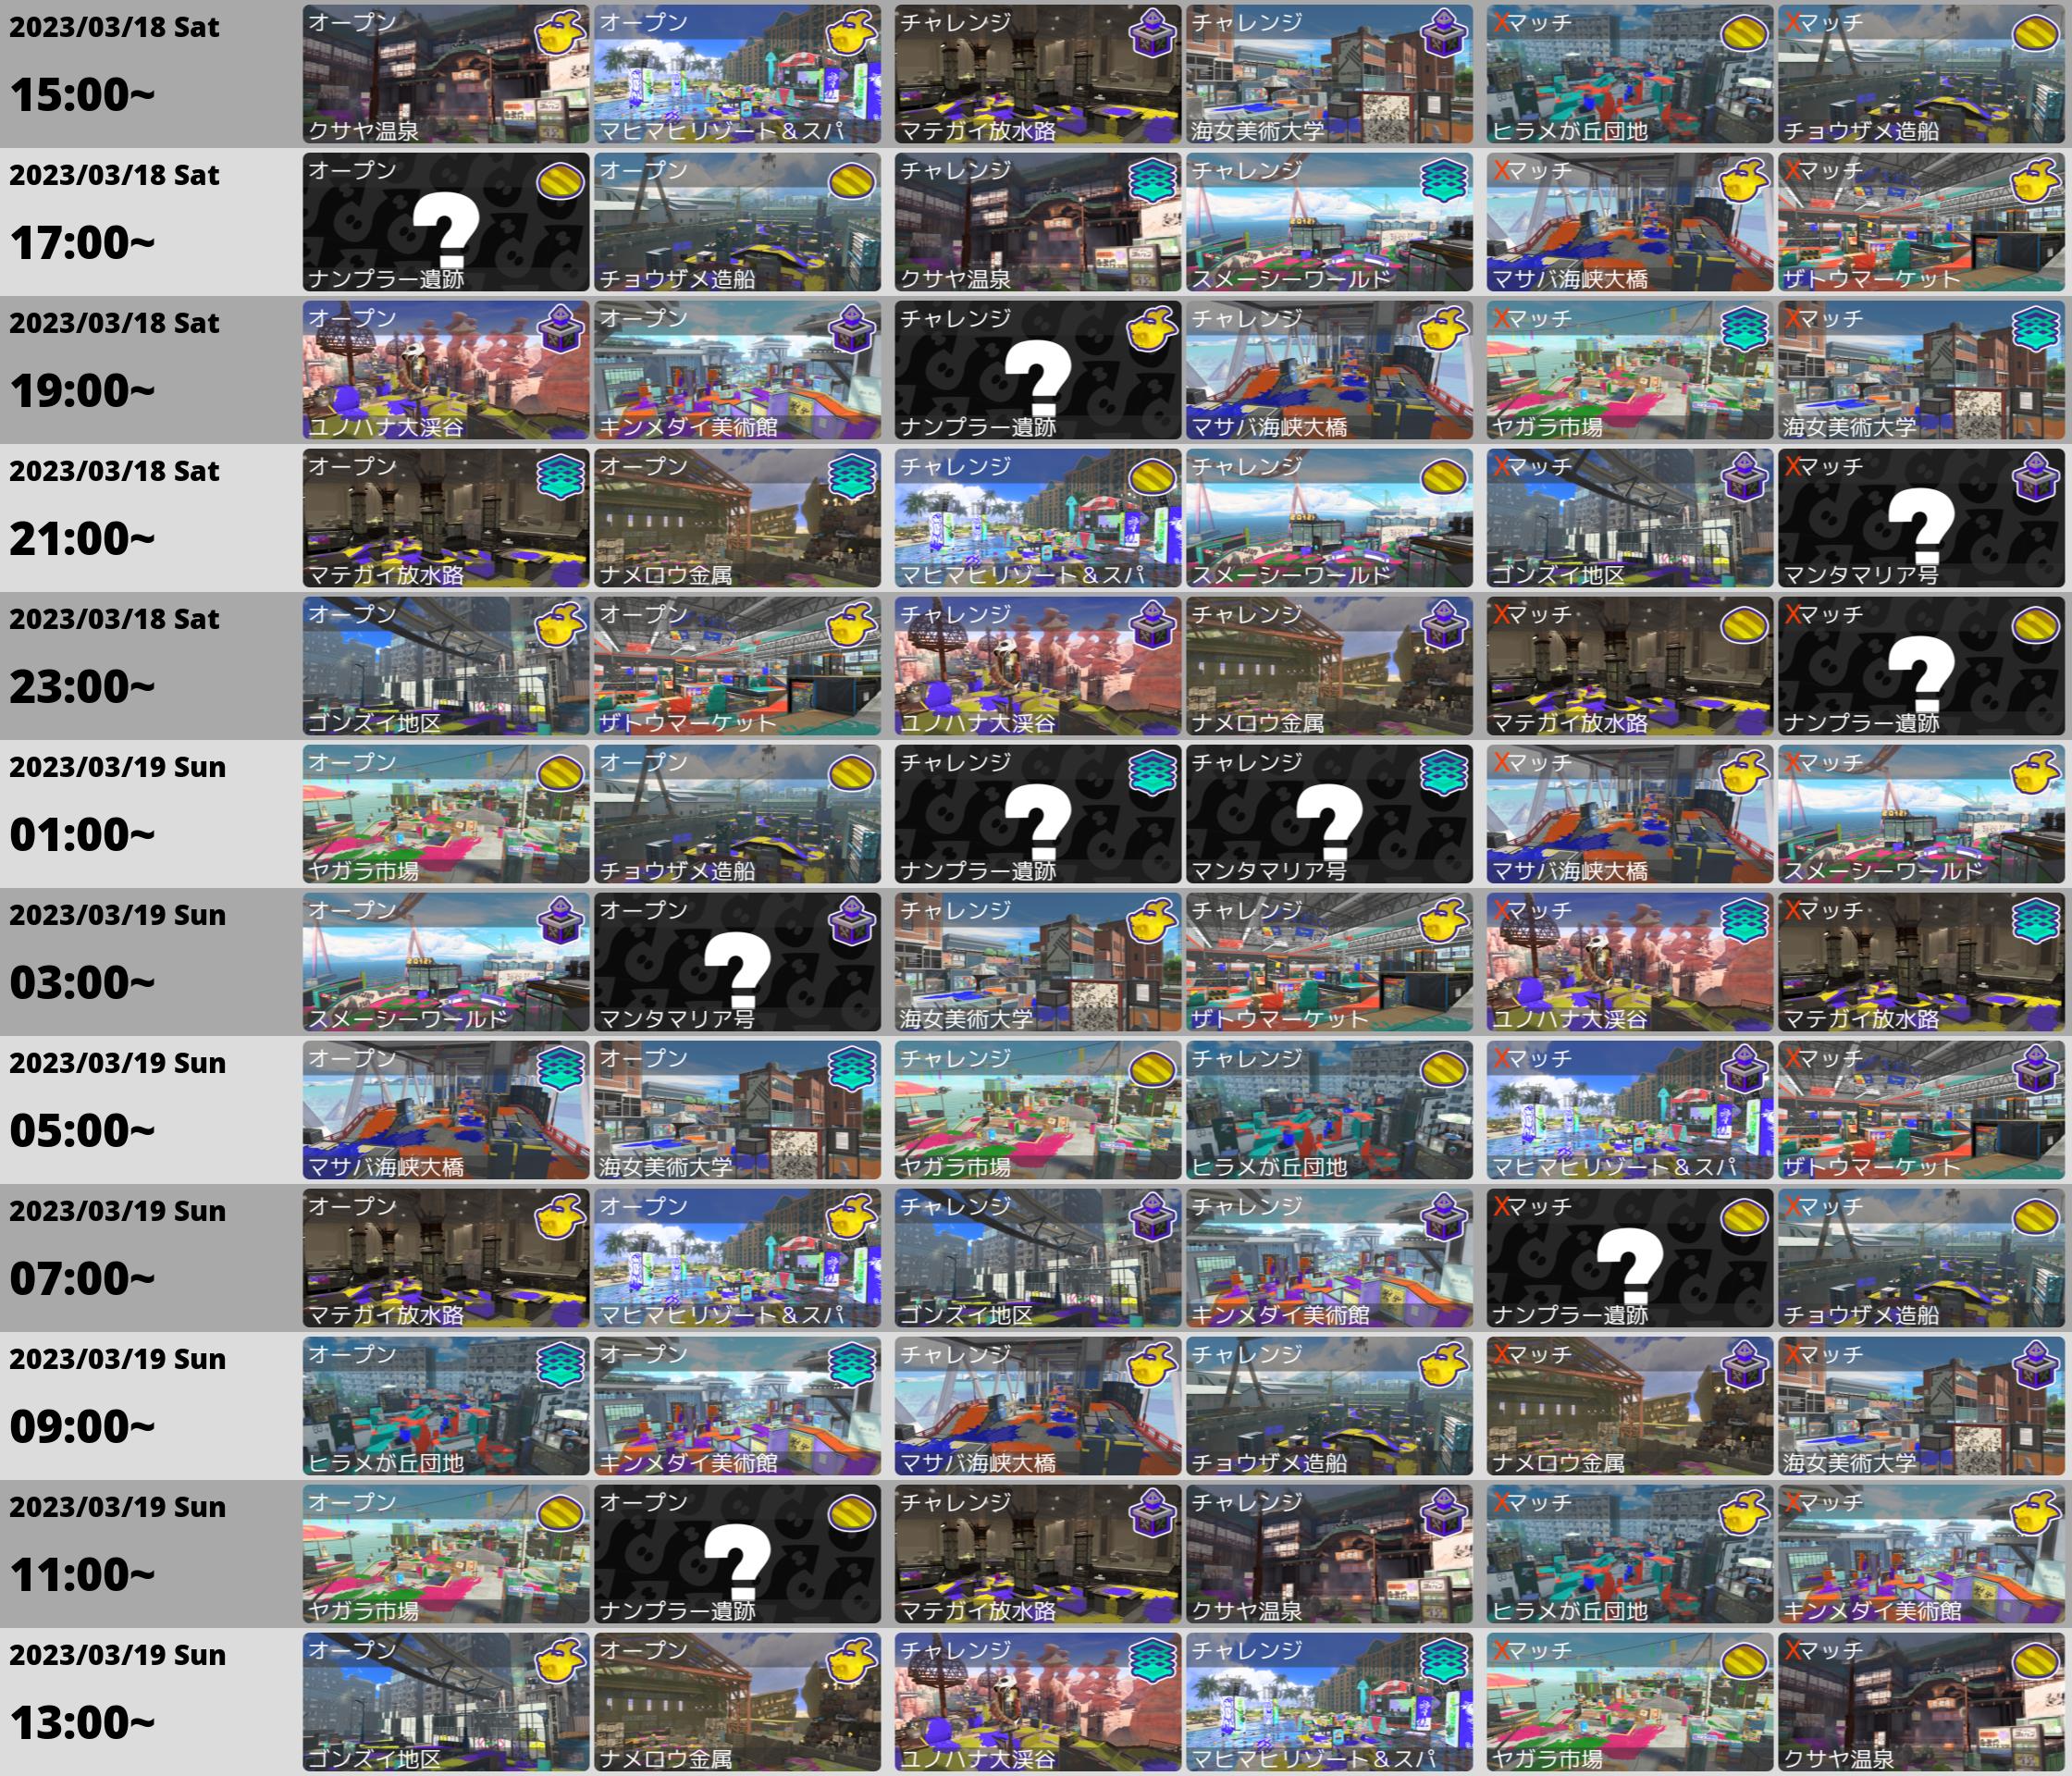 2023/03/18 Sat
15:00~
オープン オープン チャレンジ チャレンジ Xマッチ Xマッチ
クサヤ温泉 マヒマヒリゾート&スパ マテガイ放水路 海女美術大学 ヒラメが丘団地 チョウザメ造船
2023/03/18 Sat
17:00~
オープン オープン チャレンジ チャレンジ Xマッチ Xマッチ
?
ナンプラー遺跡 チョウザメ造船 クサヤ温泉 スメーシーワールド マサバ海峡大橋 ザトウマーケット
2023/03/18 Sat
19:00~
オープン オープン チャレンジ チャレンジ Xマッチ Xマッチ
?
ユノハナ大渓谷 キンメダイ美術館 ナンプラー遺跡 マサバ海峡大橋 ヤガラ市場 海女美術大学
2023/03/18 Sat
21:00~
オープン オープン チャレンジ チャレンジ Xマッチ Xマッチ
?
マテガイ放水路 ナメロウ金属 マヒマヒリゾート&スパ スメーシーワールド ゴンズイ地区 マンタマリア号
2023/03/18 Sat
23:00~
オープン オープン チャレンジ チャレンジ Xマッチ Xマッチ
?
ゴンズイ地区 ザトウマーケット ユノハナ大渓谷 ナメロウ金属 マテガイ放水路 ナンプラー遺跡
2023/03/19 Sun
01:00~
オープン オープン チャレンジ チャレンジ Xマッチ Xマッチ
? ?
ヤガラ市場 チョウザメ造船 ナンプラー遺跡 マンタマリア号 マサバ海峡大橋 スメーシーワールド
2023/03/19 Sun
03:00~
オープン オープン チャレンジ チャレンジ Xマッチ Xマッチ
?
スメーシーワールド マンタマリア号 海女美術大学 ザトウマーケット ユノハナ大渓谷 マテガイ放水路
2023/03/19 Sun
05:00~
オープン オープン チャレンジ チャレンジ Xマッチ Xマッチ
マサバ海峡大橋 海女美術大学 ヤガラ市場 ヒラメが丘団地 マヒマヒリゾート&スパ ザトウマーケット
2023/03/19 Sun
07:00~
オープン オープン チャレンジ チャレンジ Xマッチ Xマッチ
?
マテガイ放水路 マヒマヒリゾート&スパ ゴンズイ地区 キンメダイ美術館 ナンプラー遺跡 チョウザメ造船
2023/03/19 Sun
09:00~
オープン オープン チャレンジ チャレンジ Xマッチ Xマッチ
ヒラメが丘団地 キンメダイ美術館 マサバ海峡大橋 チョウザメ造船 ナメロウ金属 海女美術大学
2023/03/19 Sun
11:00~
オープン オープン チャレンジ チャレンジ Xマッチ Xマッチ
?
ヤガラ市場 ナンプラー遺跡 マテガイ放水路 クサヤ温泉 ヒラメが丘団地 キンメダイ美術館
2023/03/19 Sun
13:00~
オープン オープン チャレンジ チャレンジ Xマッチ Xマッチ
ゴンズイ地区 ナメロウ金属 ユノハナ大渓谷 マヒマヒリゾート&スパ ヤガラ市場 クサヤ温泉